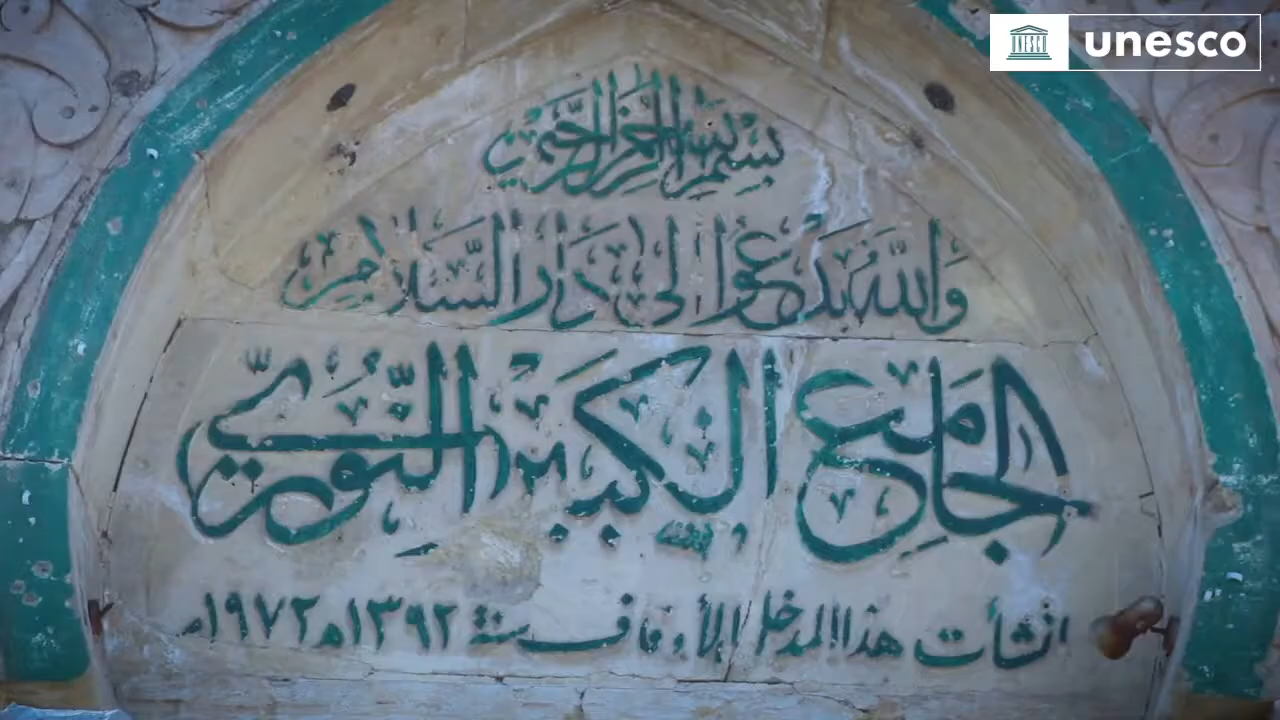 unesco
بسم الله الرحمن الرحيم
والله يدعوا الى دار السلام
الجامع الكبير النوري
انشأت هذا المدخل الأوقاف سنة ١٣٩٢هـ ١٩٧٢م